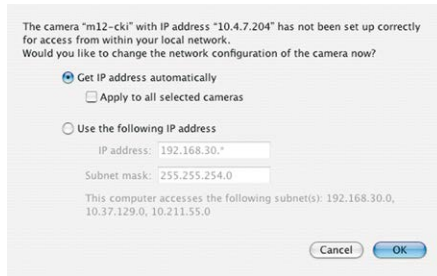 The camera "m12-cki" with IP address "10.4.7.204" has not been set up correctly
for access from within your local network.
Would you like to change the network configuration of the camera now?
Get IP address automatically
Apply to all selected cameras
Use the following IP address
IP address: 192.168.30.*
Subnet mask: 255.255.254.0
This computer accesses the following subnet(s): 192.168.30.0,
10.37.129.0, 10.211.55.0
Cancel OK